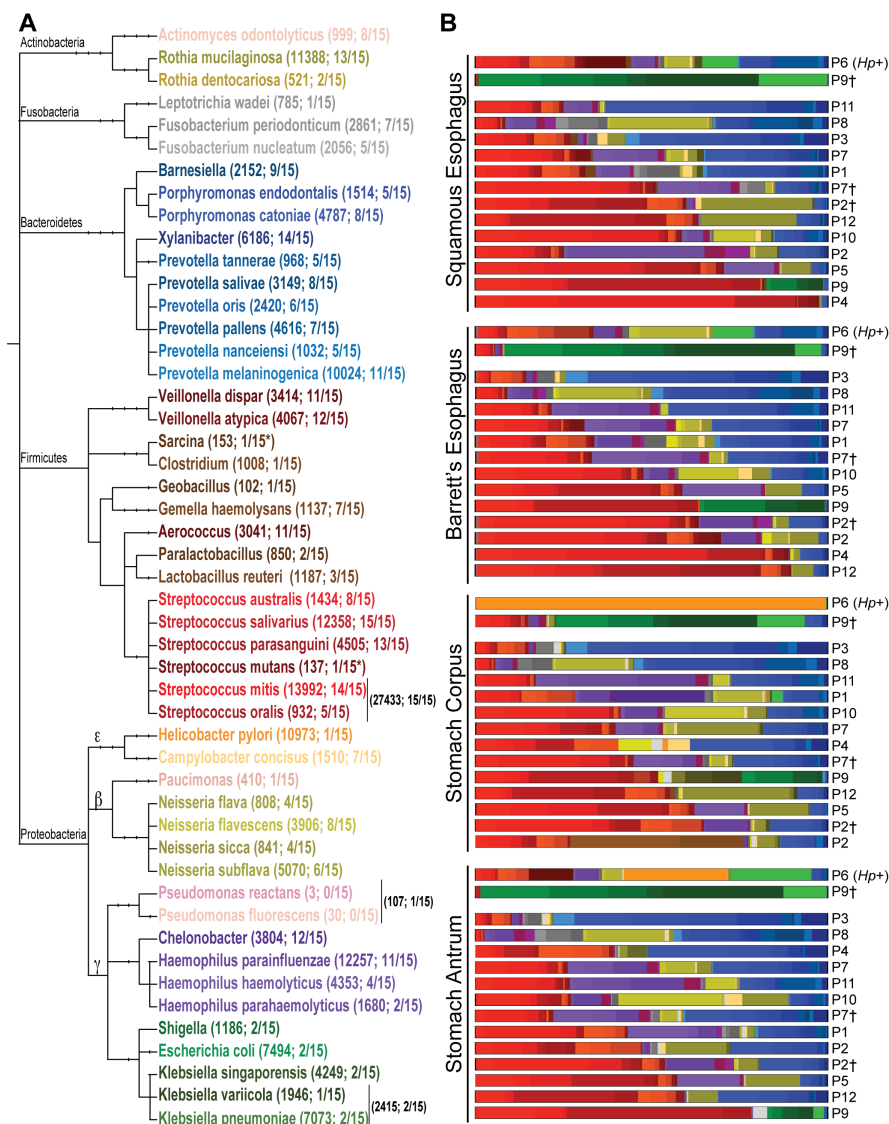 A
Actinobacteria
Actinomyces odontolyticus (999; 8/15)
Rothia mucilaginosa (11388; 13/15)
Rothia dentocariosa (521; 2/15)
Fusobacteria
Leptotrichia wadei (785; 1/15)
Fusobacterium periodonticum (2861; 7/15)
Fusobacterium nucleatum (2056; 5/15)
Bacteroidetes
Barnesiella (2152; 9/15)
Porphyromonas endodontalis (1514; 5/15)
Porphyromonas catoniae (4787; 8/15)
Xylanibacter (6186; 14/15)
Prevotella tannerae (968; 5/15)
Prevotella salivae (3149; 8/15)
Prevotella oris (2420; 6/15)
Prevotella pallens (4616; 7/15)
Prevotella nanceiensi (1032; 5/15)
Prevotella melaninogenica (10024; 11/15)
Firmicutes
Veillonella dispar (3414; 11/15)
Veillonella atypica (4067; 12/15)
Sarcina (153; 1/15*)
Clostridium (1008; 1/15)
Geobacillus (102; 1/15)
Gemella haemolysans (1137; 7/15)
Aerococcus (3041; 11/15)
Paralactobacillus (850; 2/15)
Lactobacillus reuteri (1187; 3/15)
Streptococcus australis (1434; 8/15)
Streptococcus salivarius (12358; 15/15)
Streptococcus parasanguini (4505; 13/15)
Streptococcus mutans (137; 1/15*)
Streptococcus mitis (13992; 14/15)
Streptococcus oralis (932; 5/15)
(27433; 15/15)
Proteobacteria
ε
Helicobacter pylori (10973; 1/15)
Campylobacter concisus (1510; 7/15)
β
Paucimonas (410; 1/15)
Neisseria flava (808; 4/15)
Neisseria flavescens (3906; 8/15)
Neisseria sicca (841; 4/15)
Neisseria subflava (5070; 6/15)
γ
Pseudomonas reactans (3; 0/15)
Pseudomonas fluorescens (30; 0/15)
(107; 1/15)
Chelonobacter (3804; 12/15)
Haemophilus parainfluenzae (12257; 11/15)
Haemophilus haemolyticus (4353; 4/15)
Haemophilus parahaemolyticus (1680; 2/15)
Shigella (1186; 2/15)
Escherichia coli (7494; 2/15)
Klebsiella singaporensis (4249; 2/15)
Klebsiella variicola (1946; 1/15)
Klebsiella pneumoniae (7073; 2/15)
(2415; 2/15)
B
Squamous Esophagus
P6 (Hp+)
P9†
P11
P8
P3
P7
P1
P7†
P2†
P12
P10
P2
P5
P9
P4
Barrett's Esophagus
P6 (Hp+)
P9†
P3
P8
P11
P7
P1
P7†
P10
P5
P9
P2†
P2
P4
P12
Stomach Corpus
P6 (Hp+)
P9†
P3
P8
P11
P1
P10
P7
P4
P7†
P9
P12
P5
P2†
P2
Stomach Antrum
P6 (Hp+)
P9†
P3
P8
P4
P7
P11
P10
P7†
P1
P2
P2†
P5
P12
P9